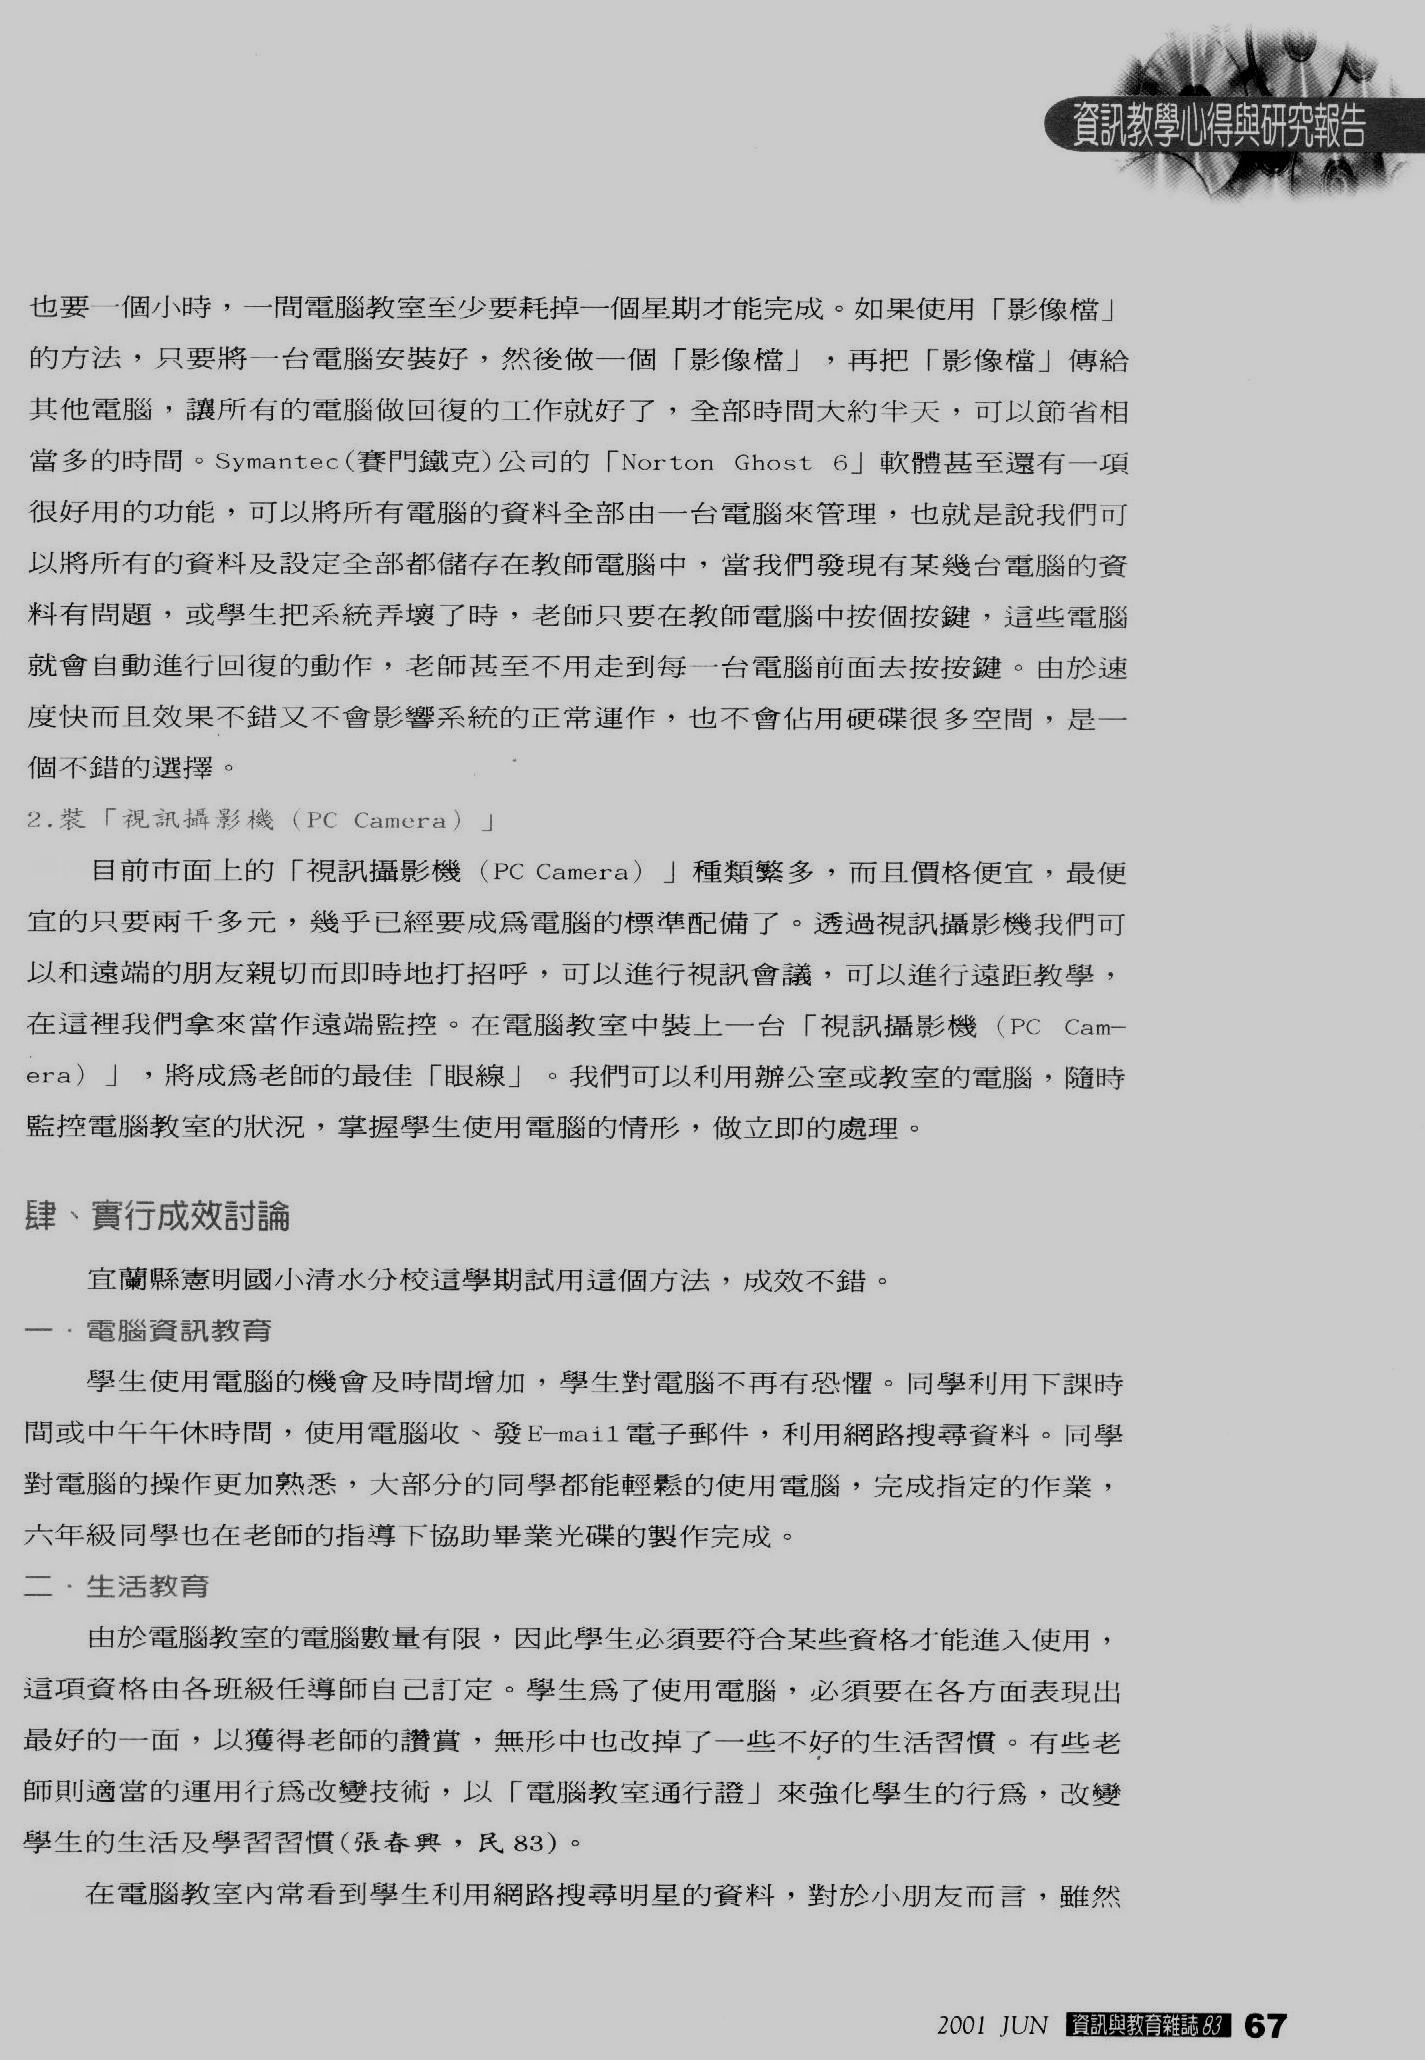 資訊教學心得與研究報告
也要一個小時，一間電腦教室至少要耗掉一個星期才能完成。如果使用「影像檔」
的方法，只要將一台電腦安裝好，然後做一個「影像檔」，再把「影像檔」傳給
其他電腦，讓所有的電腦做回復的工作就好了，全部時間大約半天，可以節省相
當多的時間。Symantec(賽門鐵克)公司的「Norton Ghost 6」軟體甚至還有一項
很好用的功能，可以將所有電腦的資料全部由一台電腦來管理，也就是說我們可
以將所有的資料及設定全部都儲存在教師電腦中，當我們發現有某幾台電腦的資
料有問題，或學生把系統弄壞了時，老師只要在教師電腦中按個按鍵，這些電腦
就會自動進行回復的動作，老師甚至不用走到每一台電腦前面去按按鍵。由於速
度快而且效果不錯又不會影響系統的正常運作，也不會佔用硬碟很多空間，是一
個不錯的選擇。
2.裝「視訊攝影機（PC Camera）」
目前市面上的「視訊攝影機（PC Camera）」種類繁多，而且價格便宜，最便
宜的只要兩千多元，幾乎已經要成為電腦的標準配備了。透過視訊攝影機我們可
以和遠端的朋友親切而即時地打招呼，可以進行視訊會議，可以進行遠距教學，
在這裡我們拿來當作遠端監控。在電腦教室中裝上一台「視訊攝影機（PC Cam-
era）」，將成為老師的最佳「眼線」。我們可以利用辦公室或教室的電腦，隨時
監控電腦教室的狀況，掌握學生使用電腦的情形，做立即的處理。
肆、實行成效討論
宜蘭縣憲明國小清水分校這學期試用這個方法，成效不錯。
一．電腦資訊教育
學生使用電腦的機會及時間增加，學生對電腦不再有恐懼。同學利用下課時
間或中午午休時間，使用電腦收、發E-mail電子郵件，利用網路搜尋資料。同學
對電腦的操作更加熟悉，大部分的同學都能輕鬆的使用電腦，完成指定的作業，
六年級同學也在老師的指導下協助畢業光碟的製作完成。
二．生活教育
由於電腦教室的電腦數量有限，因此學生必須要符合某些資格才能進入使用，
這項資格由各班級任導師自己訂定。學生為了使用電腦，必須要在各方面表現出
最好的一面，以獲得老師的讚賞，無形中也改掉了一些不好的生活習慣。有些老
師則適當的運用行為改變技術，以「電腦教室通行證」來強化學生的行為，改變
學生的生活及學習習慣(張春興，民83)。
在電腦教室內常看到學生利用網路搜尋明星的資料，對於小朋友而言，雖然
2001 JUN 資訊與教育雜誌83 67